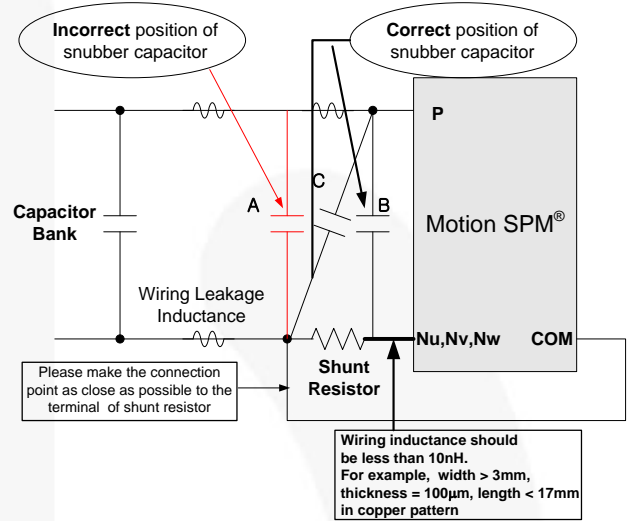 Incorrect position of
snubber capacitor
Correct position of
snubber capacitor
P
C
A
B
Capacitor
Bank
Motion SPM®
Wiring Leakage
Inductance
Nu,Nv,Nw
COM
Shunt
Resistor
Please make the connection
point as close as possible to the
terminal of shunt resistor
Wiring inductance should
be less than 10nH.
For example, width > 3mm,
thickness = 100μm, length < 17mm
in copper pattern